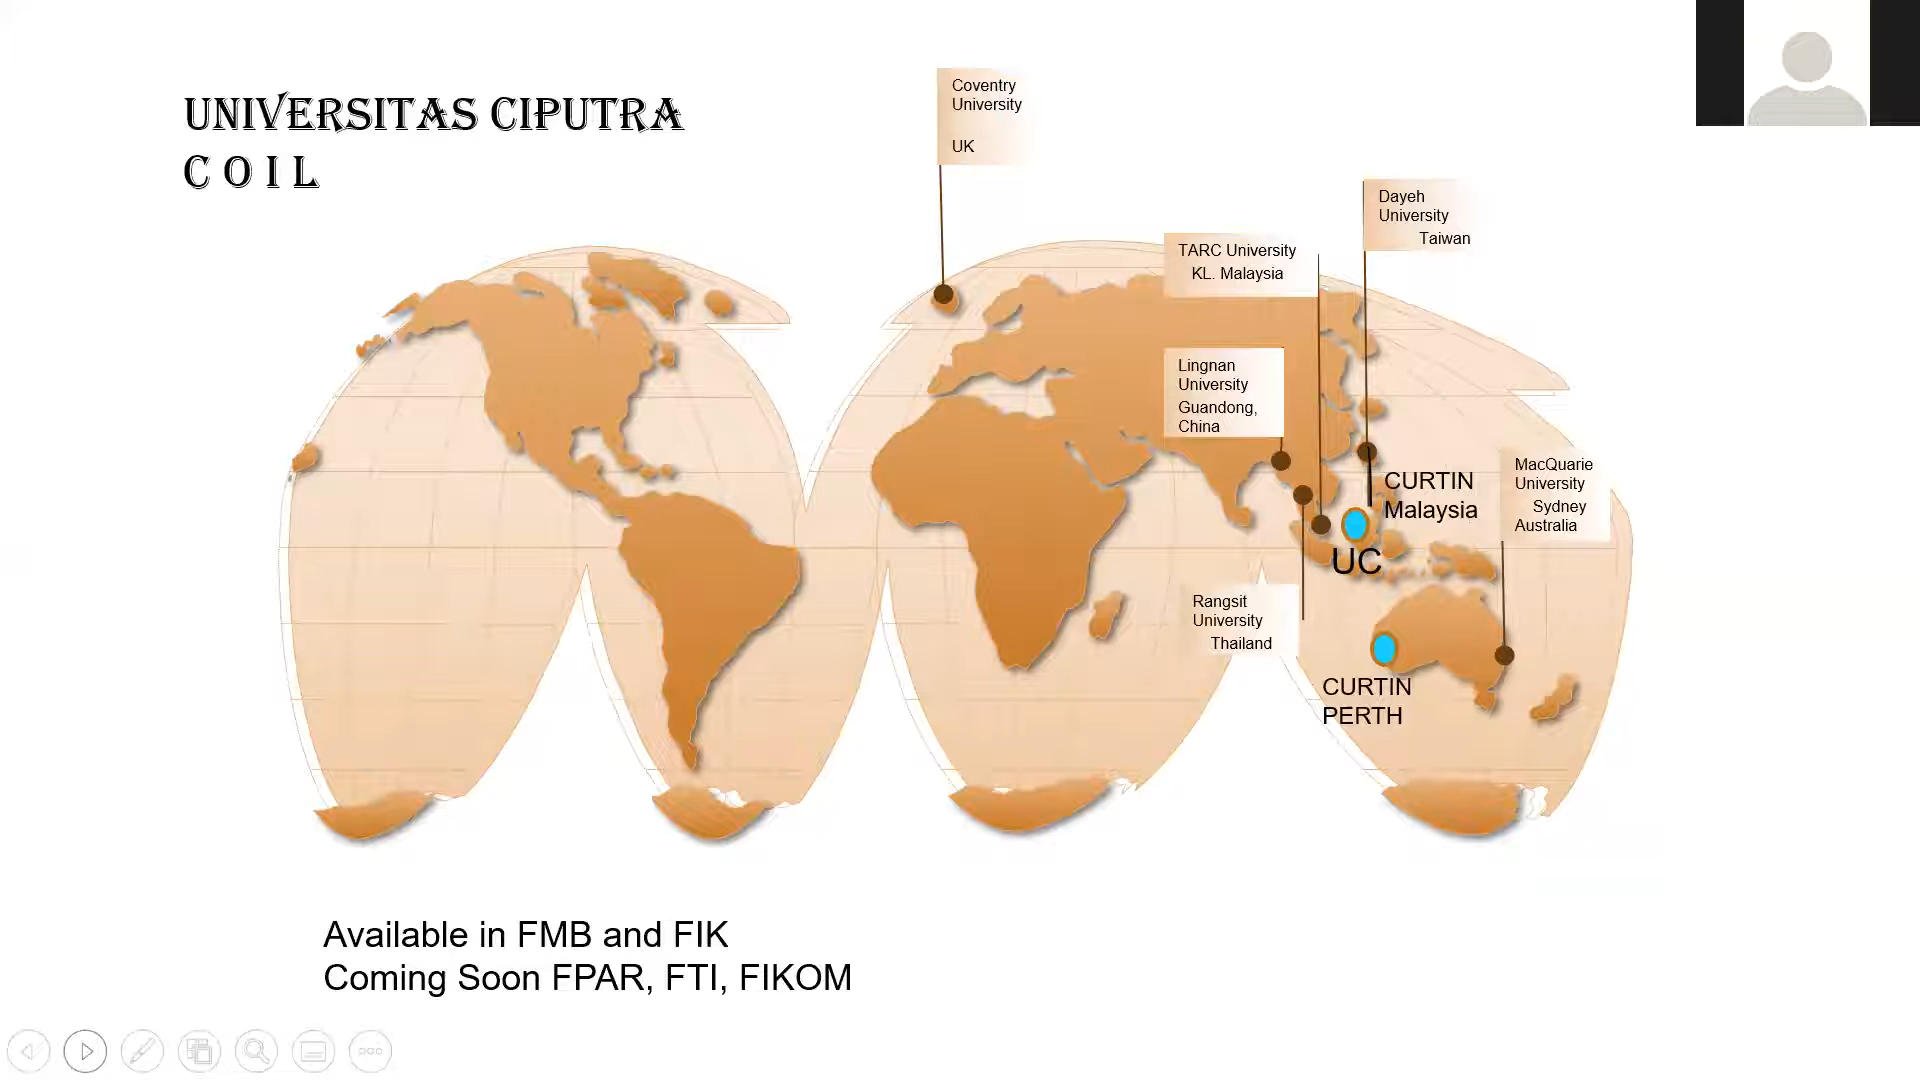 UNIVERSITAS CIPUTRA
C O I L
Coventry
University
UK
Dayeh
University
Taiwan
TARC University
KL. Malaysia
Lingnan
University
Guandong,
China
CURTIN
Malaysia
MacQuarie
University
Sydney
Australia
UC
Rangsit
University
Thailand
CURTIN
PERTH
Available in FMB and FIK
Coming Soon FPAR, FTI, FIKOM